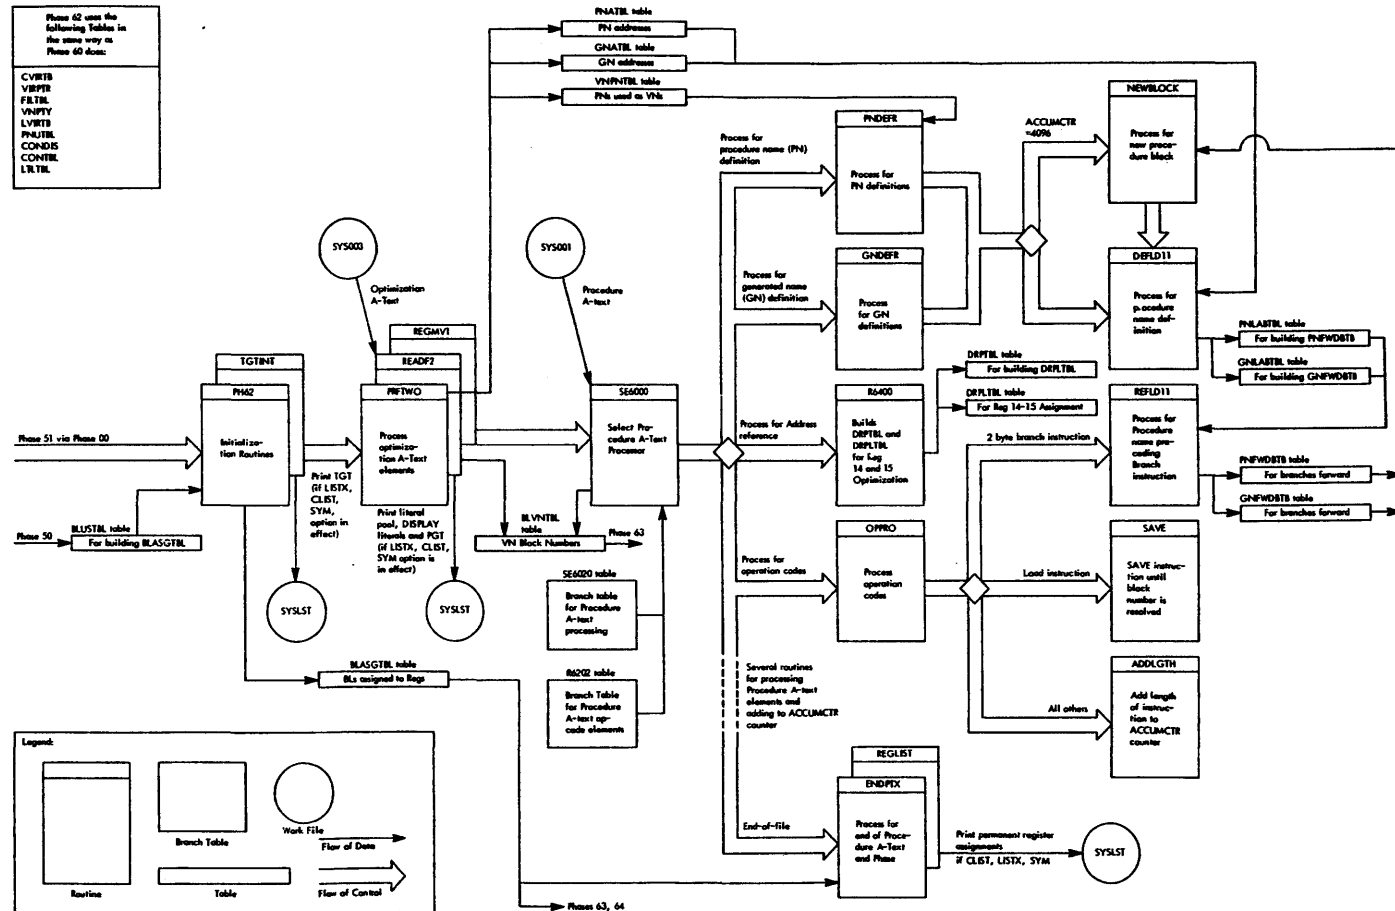 Phase 62 uses the
following Tables in
the same way as
Phase 60 does:
CVIRTB
VIRPTR
FILTBL
VNPTY
LVIRTB
PNUTBL
CONDIS
CONTBL
LTLTBL
PNATBL table
PN addresses
GNATBL table
GN addresses
VNPNTBL table
PNs used as VNs
SYS003
Optimization
A-Text
SYS001
Procedure
A-text
Phase 51 via Phase 00
TGTINT
PH62
Initializa-
tion Routines
Phase 50
BLUSTBL table
For building BLASGTBL
Print TGT
(if LISTX,
CLIST,
SYM,
option in
effect)
SYSLST
REGMV1
READF2
PRFTWO
Process
optimiza-
tion A-Text
elements
Print literal
pool, DISPLAY
literals and PGT
(if LISTX, CLIST,
SYM option is
in effect)
SYSLST
BLVNTBL
table
VN Block Numbers
Phase 63
SE6000
Select Pro-
cedure A-Text
Processor
SE6020 table
Branch table
for Procedure
A-text
processing
R6202 table
Branch Table
for Procedure
A-text op-
code elements
BLASGTBL table
BLs assigned to Regs
Process for
procedure name (PN)
definition
PNDEFR
Process for
PN definitions
Process for
generated name
(GN) definition
GNDEFR
Process
for GN
definitions
Process for Address
reference
R6400
Builds
DRPTBL and
DRPLTBL
for Reg
14 and 15
Optimization
DRPTBL table
For building DRPLTBL
DRPLTBL table
For Reg 14-15 Assignment
Process for
operation codes
OPPRO
Process
operation
codes
Several routines
for processing
Procedure A-text
elements and
adding to ACCUMCTR
counter
End-of-file
REGLIST
ENDPTX
Process for
end of Proce-
dure A-Text
and Phase
Print permanent register
assignments
if CLIST, LISTX, SYM
SYSLST
Phases 63, 64
ACCUMCTR
=4096
NEWBLOCK
Process for
new proce-
dure block
DEFLD11
Process for
procedure
name def-
inition
PNLABTBL table
For building PNFWDBTB
GNLABTBL table
For building GNFWDBTB
2 byte branch instruction
REFLD11
Process for
Procedure
name pre-
ceding
Branch
instruction
PNFWDBTB table
For branches forward
GNFWDBTB table
For branches forward
Load instruction
SAVE
SAVE instruc-
tion until
block
number is
resolved
All others
ADDLGTH
Add length
of instruc-
tion to
ACCUMCTR
counter
Legend:
Routine
Branch Table
Work File
Table
Flow of Data
Flow of Control